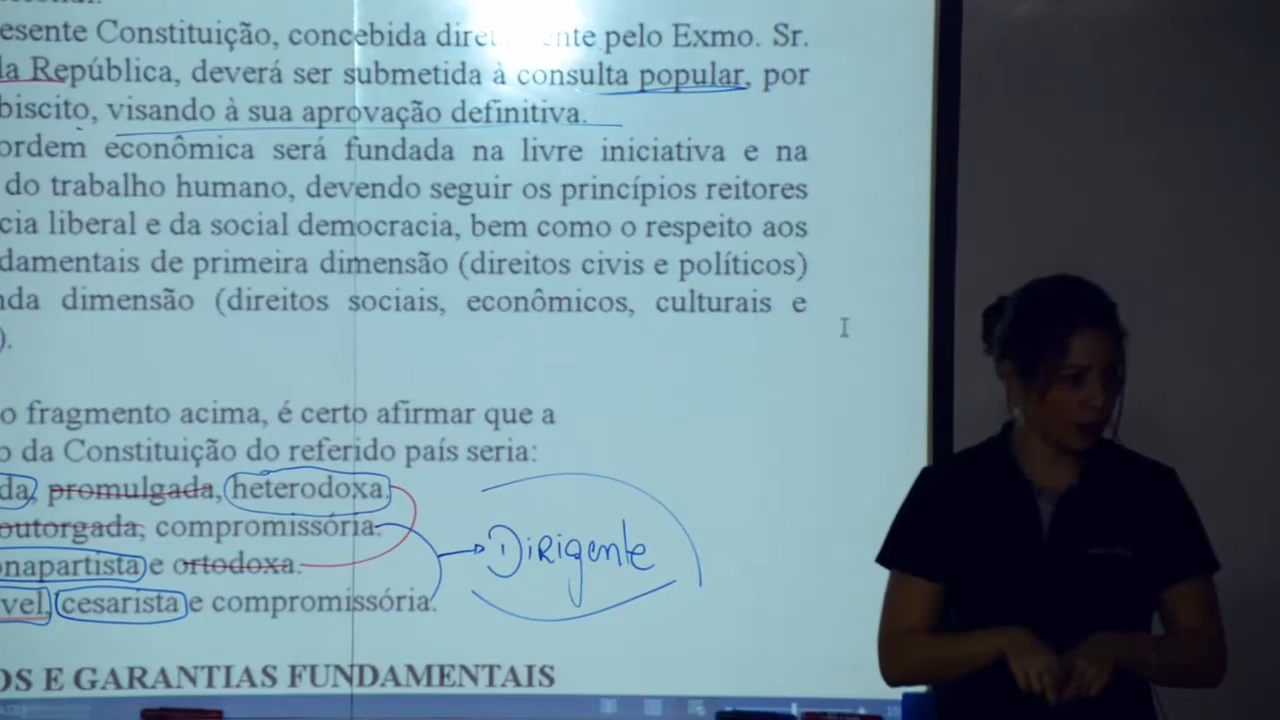 esente Constituição, concebida pelo Exmo. Sr.
la República, deverá ser submetida à consulta popular, por
biscito, visando à sua aprovação definitiva.
ordem econômica será fundada na livre iniciativa e na
do trabalho humano, devendo seguir os princípios reitores
cia liberal e da social democracia, bem como o respeito aos
damentais de primeira dimensão (direitos civis e políticos)
nda dimensão (direitos sociais, econômicos, culturais e
).
o fragmento acima, é certo afirmar que a
o da Constituição do referido país seria:
da, promulgada, heterodoxa.
outorgada, compromissória.
Dirigente
onapartista e ortodoxa.
vel, cesarista e compromissória.
OS E GARANTIAS FUNDAMENTAIS